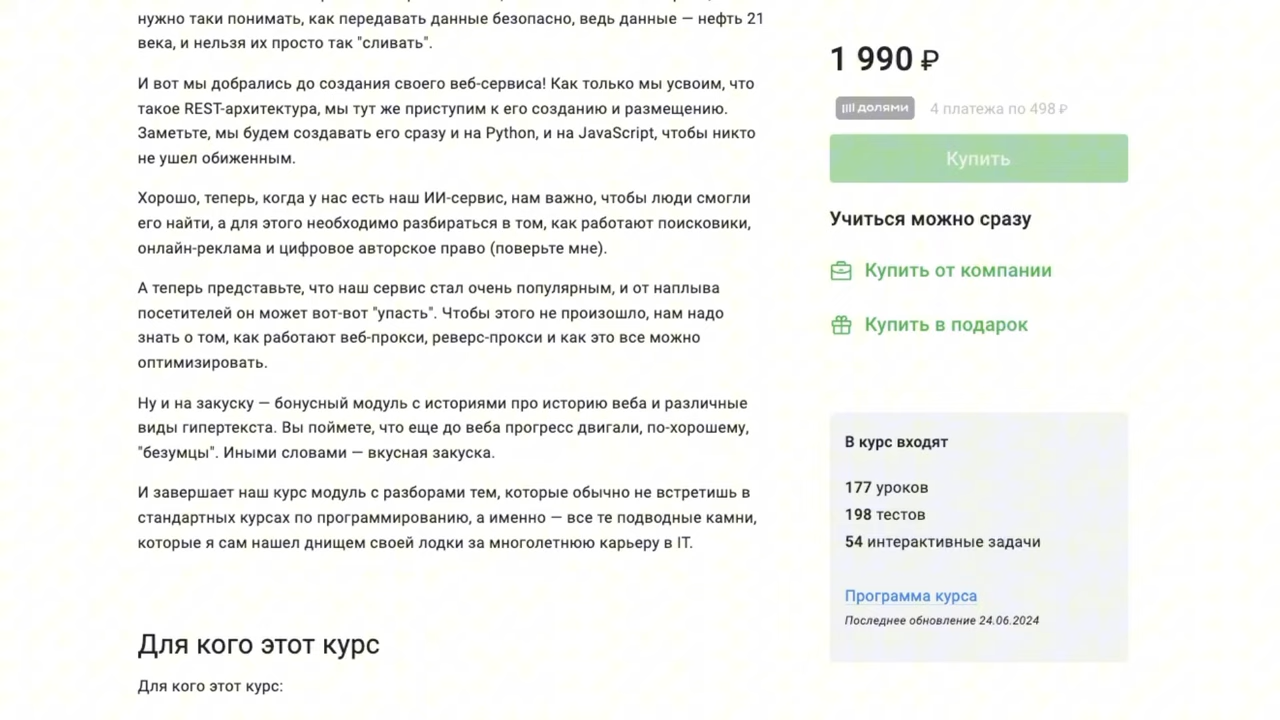 нужно таки понимать, как передавать данные безопасно, ведь данные — нефть 21
века, и нельзя их просто так "сливать".
И вот мы добрались до создания своего веб-сервиса! Как только мы усвоим, что
такое REST-архитектура, мы тут же приступим к его созданию и размещению.
Заметьте, мы будем создавать его сразу и на Python, и на JavaScript, чтобы никто
не ушел обиженным.
Хорошо, теперь, когда у нас есть наш ИИ-сервис, нам важно, чтобы люди смогли
его найти, а для этого необходимо разбираться в том, как работают поисковики,
онлайн-реклама и цифровое авторское право (поверьте мне).
А теперь представьте, что наш сервис стал очень популярным, и от наплыва
посетителей он может вот-вот "упасть". Чтобы этого не произошло, нам надо
знать о том, как работают веб-прокси, реверс-прокси и как это все можно
оптимизировать.
Ну и на закуску — бонусный модуль с историями про историю веба и различные
виды гипертекста. Вы поймете, что еще до веба прогресс двигали, по-хорошему,
"безумцы". Иными словами — вкусная закуска.
И завершает наш курс модуль с разборами тем, которые обычно не встретишь в
стандартных курсах по программированию, а именно — все те подводные камни,
которые я сам нашел днищем своей лодки за многолетнюю карьеру в IT.
Для кого этот курс
Для кого этот курс:
1 990 ₽
долями 4 платежа по 498 ₽
Купить
Учиться можно сразу
Купить от компании
Купить в подарок
В курс входят
177 уроков
198 тестов
54 интерактивные задачи
Программа курса
Последнее обновление 24.06.2024